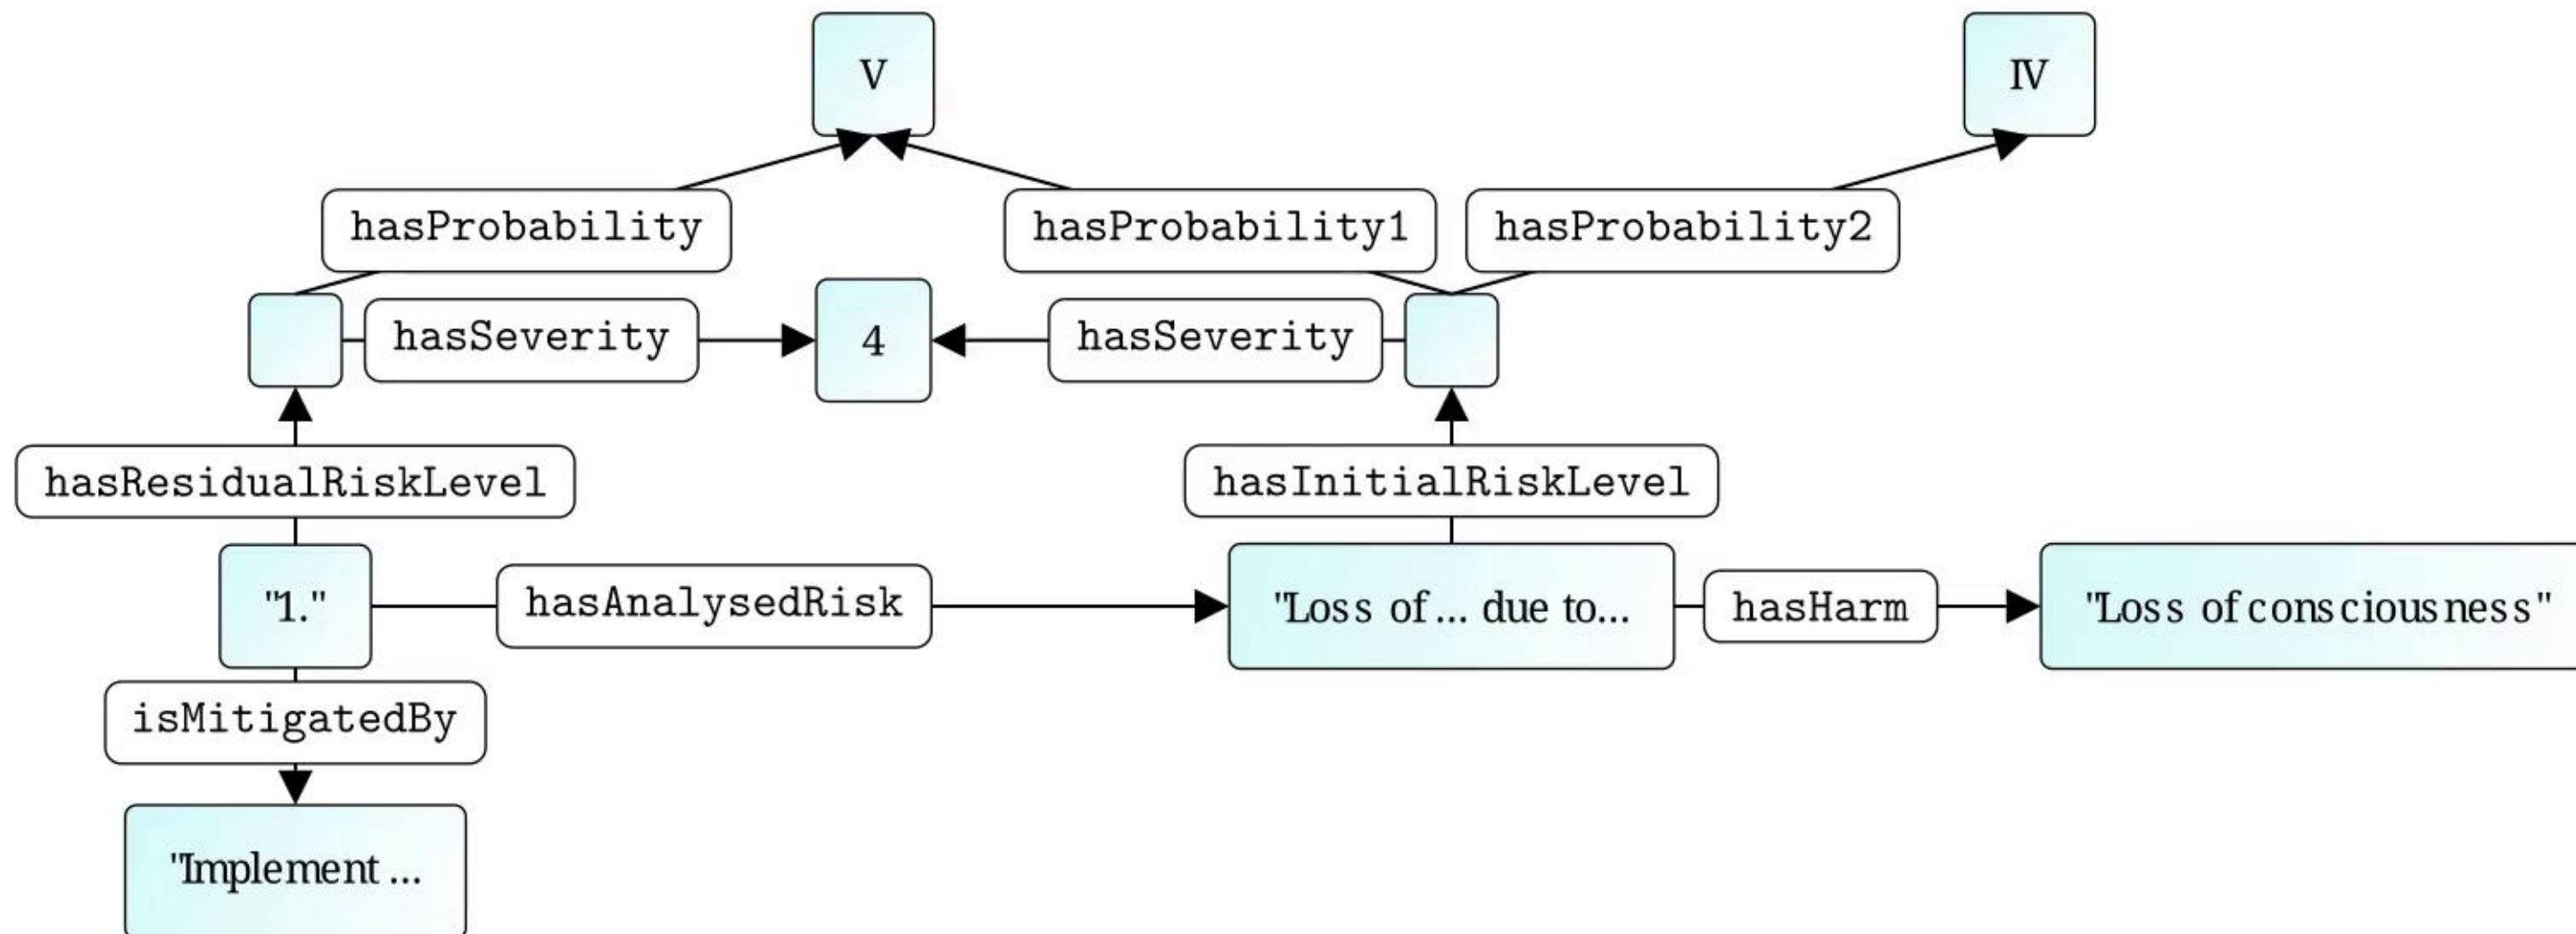 V
IV
hasProbability
hasProbability1
hasProbability2
hasSeverity
4
hasSeverity
hasResidualRiskLevel
hasInitialRiskLevel
"1."
hasAnalysedRisk
"Loss of ... due to...
hasHarm
"Loss of consciousness"
isMitigatedBy
"Implement ...